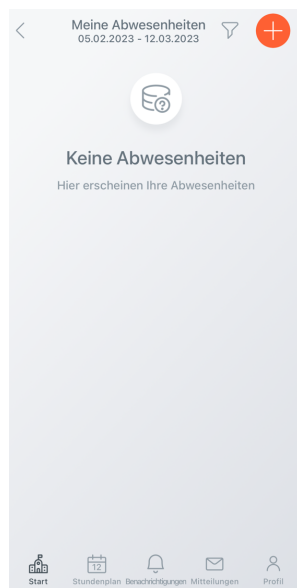 Meine Abwesenheiten
05.02.2023 - 12.03.2023
Keine Abwesenheiten
Hier erscheinen Ihre Abwesenheiten
12
Start Stundenplan Benachrichtigungen Mitteilungen Profil